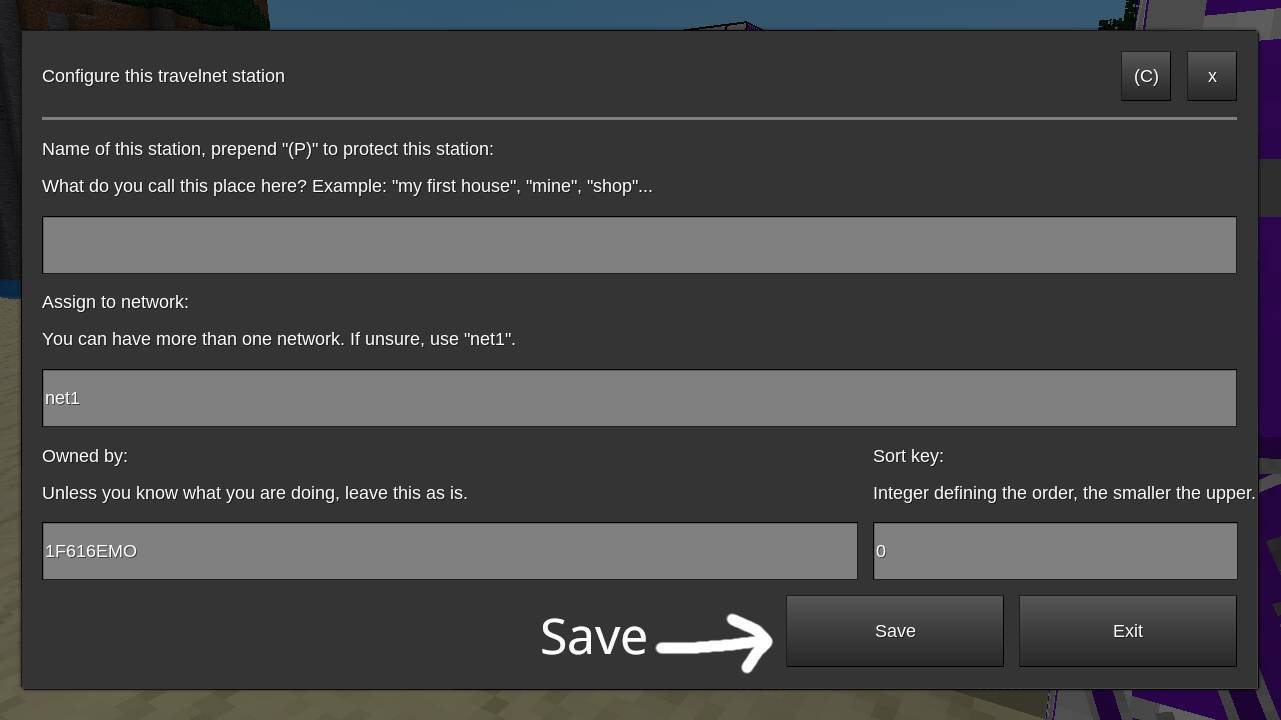 Configure this travelnet station
(C)
x
Name of this station, prepend "(P)" to protect this station:
What do you call this place here? Example: "my first house", "mine", "shop"...
Assign to network:
You can have more than one network. If unsure, use "net1".
net1
Owned by:
Sort key:
Unless you know what you are doing, leave this as is.
Integer defining the order, the smaller the upper.
1F616EMO
0
Save
Save
Exit